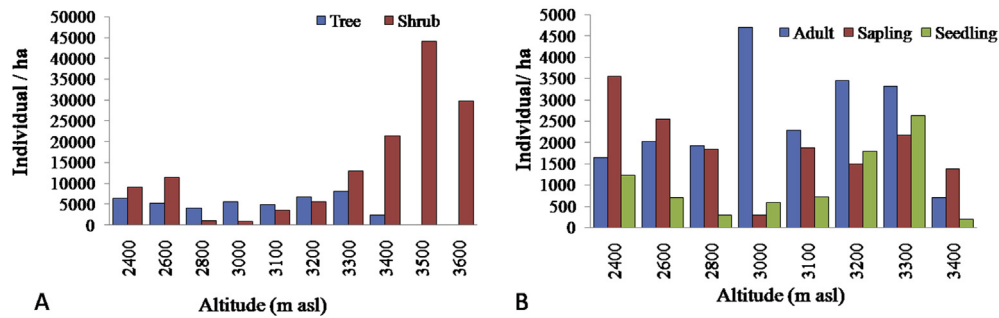 50000
45000
40000
35000
30000
25000
20000
15000
10000
5000
0
Individual / ha
Tree Shrub
2400 2600 2800 3000 3100 3200 3300 3400 3500 3600
Altitude (m asl)
A
5000
4500
4000
3500
3000
2500
2000
1500
1000
500
0
Individual/ ha
Adult Sapling Seedling
2400 2600 2800 3000 3100 3200 3300 3400
Altitude (m asl)
B